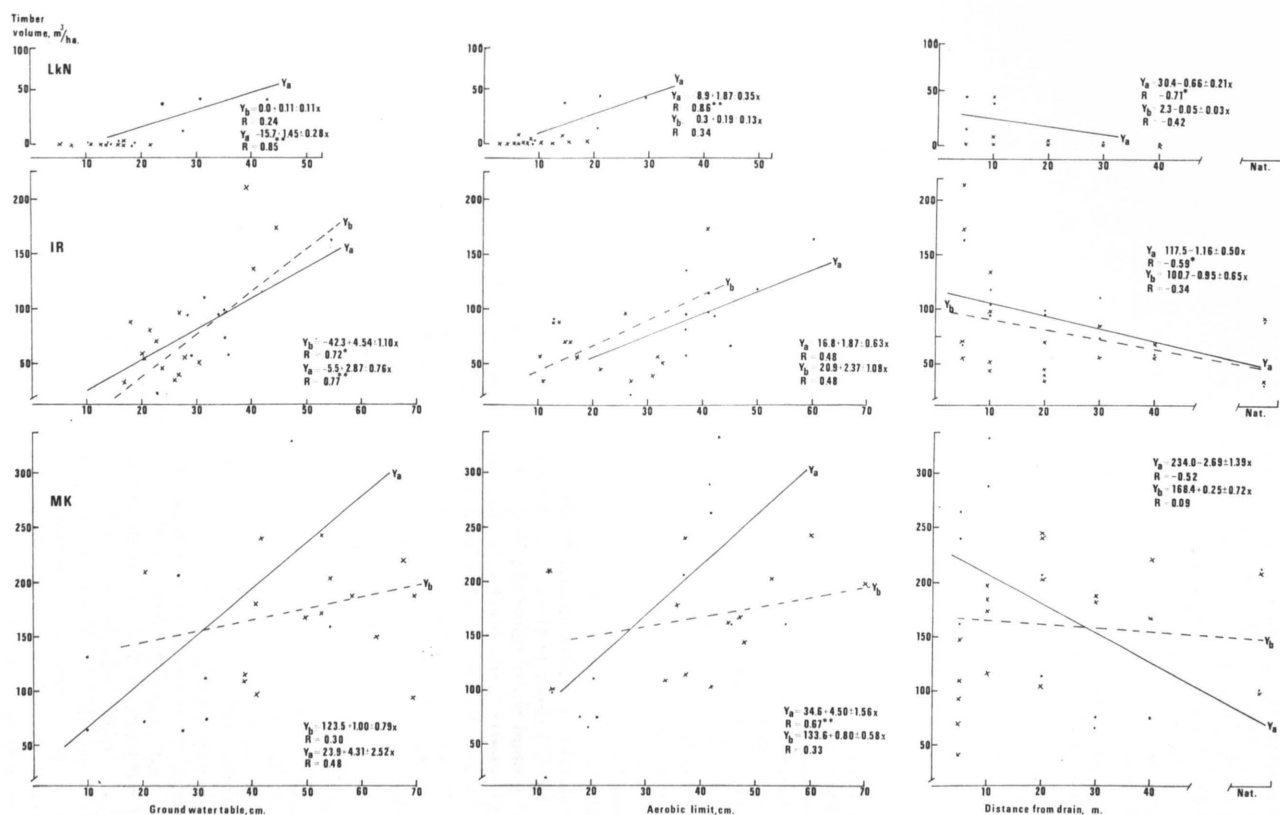 Timber
volume, m³/ha.
100
50
0
LkN
Ya
Yb = 0.0 + 0.11 ± 0.11x
R = 0.24
Ya = -15.7 + 1.45 ± 0.28x
R = 0.85**
10 20 30 40 50
100
50
0
Ya
Ya = 8.9 + 1.87 ± 0.35x
R = 0.86**
Yb = 0.3 + 0.19 ± 0.13x
R = 0.34
10 20 30 40 50
100
50
0
Ya = 30.4 - 0.66 ± 0.21x
R = -0.71*
Yb = 2.3 - 0.05 ± 0.03x
R = -0.42
Ya
10 20 30 40 Nat.
200
150
100
50
IR
Yb
Ya
Yb = -42.3 + 4.54 ± 1.10x
R = 0.72*
Ya = -5.5 + 2.87 ± 0.76x
R = 0.77**
10 20 30 40 50 60 70
200
150
100
50
Ya
Yb
Ya = 16.8 + 1.87 ± 0.63x
R = 0.48
Yb = 20.9 + 2.37 ± 1.08x
R = 0.48
10 20 30 40 50 60 70
200
150
100
50
Ya = 117.5 - 1.16 ± 0.50x
R = -0.59*
Yb = 100.7 - 0.95 ± 0.65x
R = -0.34
Yb
Ya
10 20 30 40 Nat.
300
250
200
150
100
50
MK
Ya
Yb
Yb = 123.5 + 1.00 ± 0.79x
R = 0.30
Ya = 23.9 + 4.31 ± 2.52x
R = 0.48
10 20 30 40 50 60 70
Ground water table, cm.
300
250
200
150
100
50
Ya
Yb
Ya = 34.6 + 4.50 ± 1.56x
R = 0.67**
Yb = 133.6 + 0.80 ± 0.58x
R = 0.33
10 20 30 40 50 60 70
Aerobic limit, cm.
300
250
200
150
100
50
Ya = 234.0 - 2.69 ± 1.39x
R = -0.52
Yb = 168.4 + 0.25 ± 0.72x
R = 0.09
Yb
Ya
10 20 30 40 Nat.
Distance from drain, m.